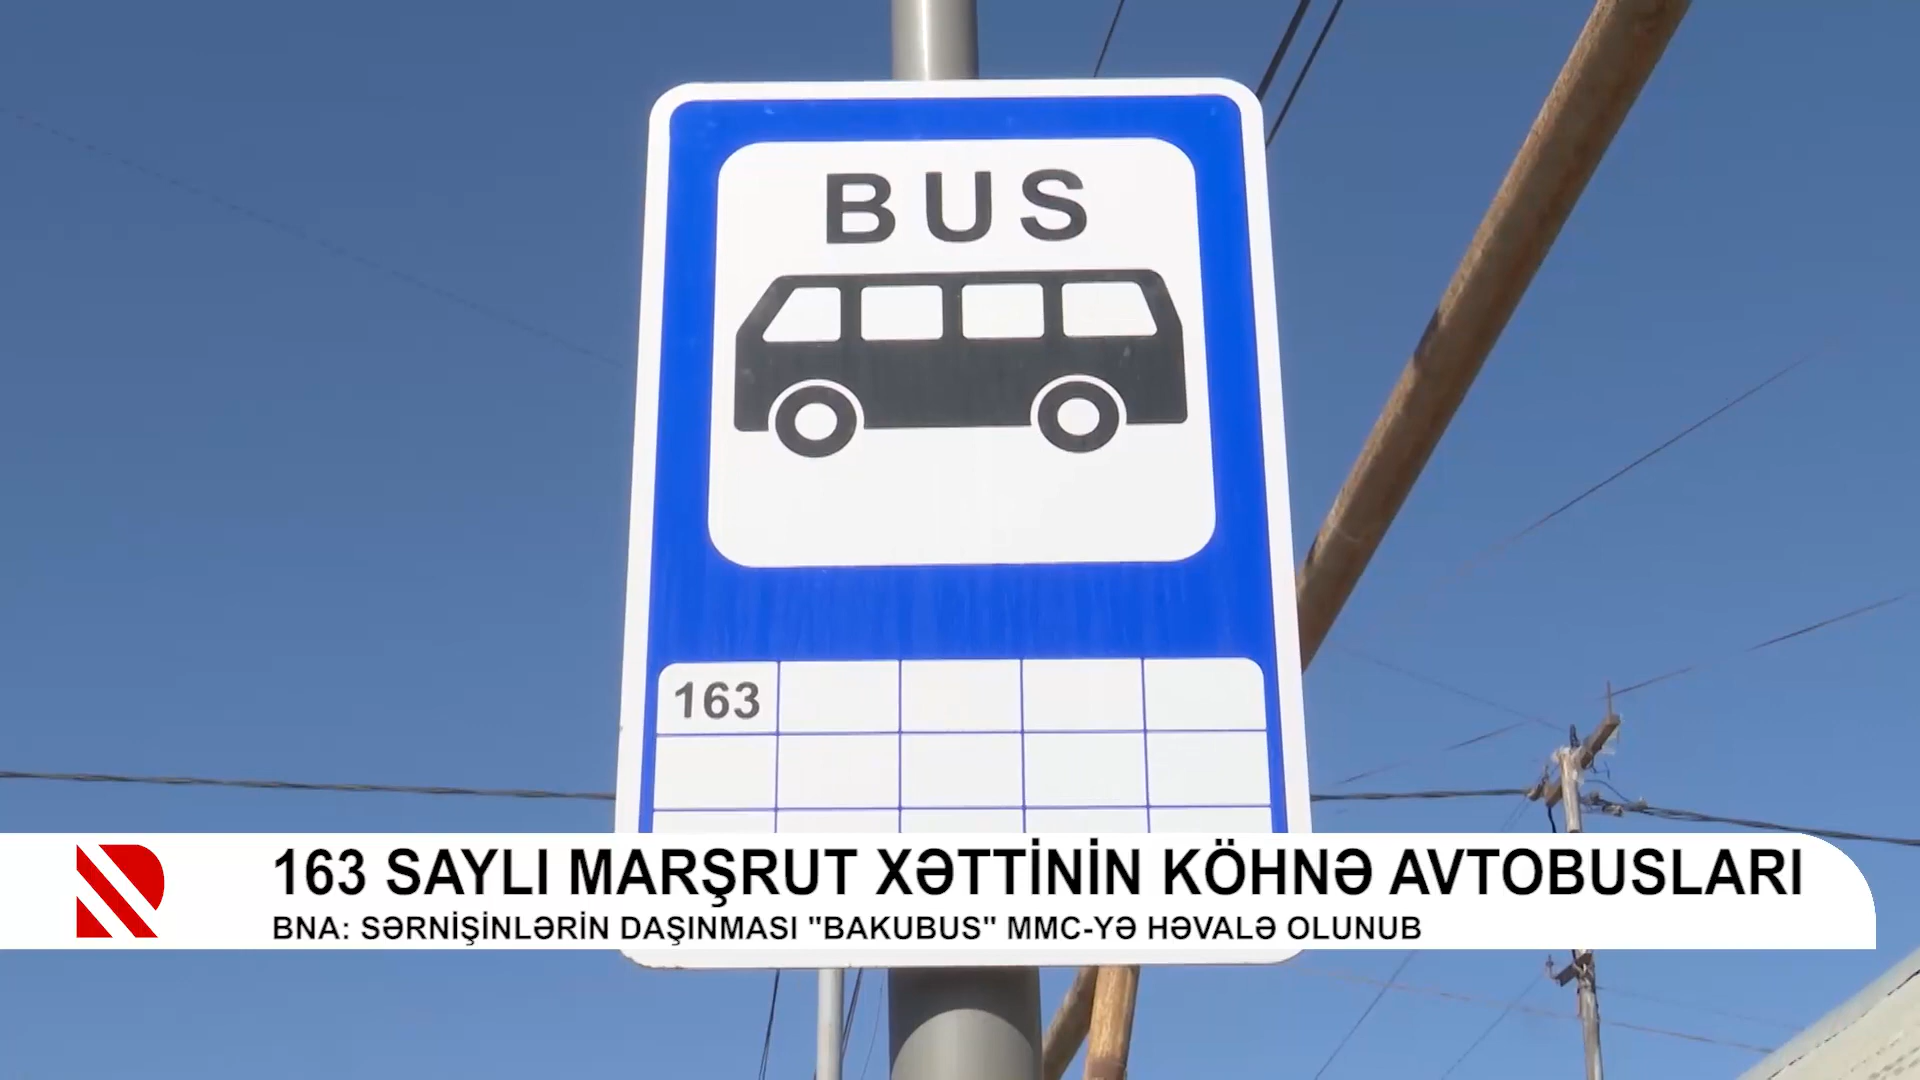 BUS
163
163 SAYLI MARŞRUT XƏTTİNİN KÖHNƏ AVTOBUSLARI
BNA: SƏRNİŞİNLƏRİN DAŞINMASI "BAKUBUS" MMC-YƏ HƏVALƏ OLUNUB